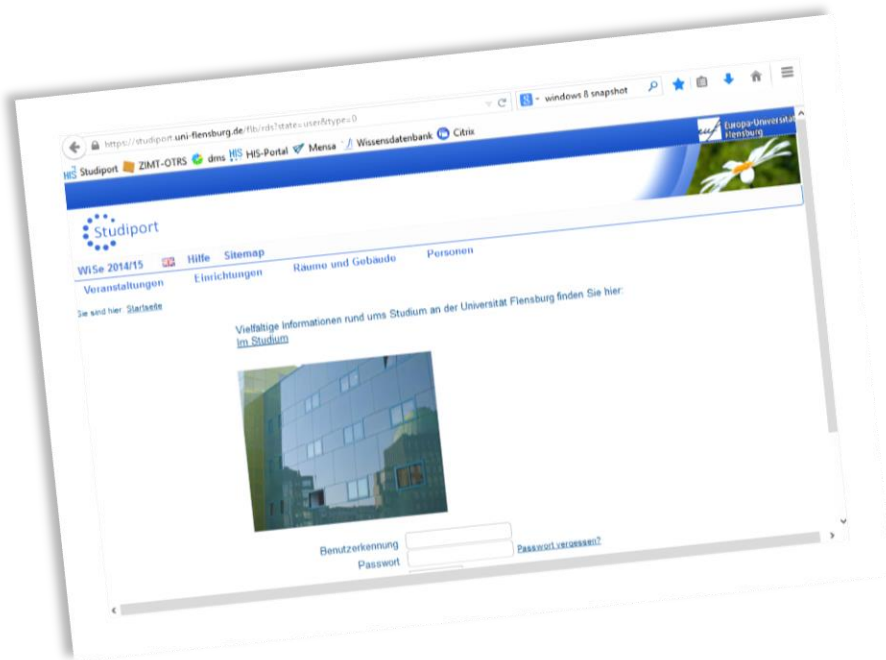 https://studiport.uni-flensburg.de/flb/rds?state=user&type=0
windows 8 snapshot
HIS Studiport ZIMT-OTRS dms HIS HIS-Portal Mensa Wissensdatenbank Citrix
euf Europa-Universität
Flensburg
Studiport
WiSe 2014/15 Hilfe Sitemap
Veranstaltungen Einrichtungen Räume und Gebäude Personen
Sie sind hier: Startseite
Vielfältige Informationen rund ums Studium an der Universität Flensburg finden Sie hier:
Im Studium
Benutzerkennung
Passwort Passwort vergessen?